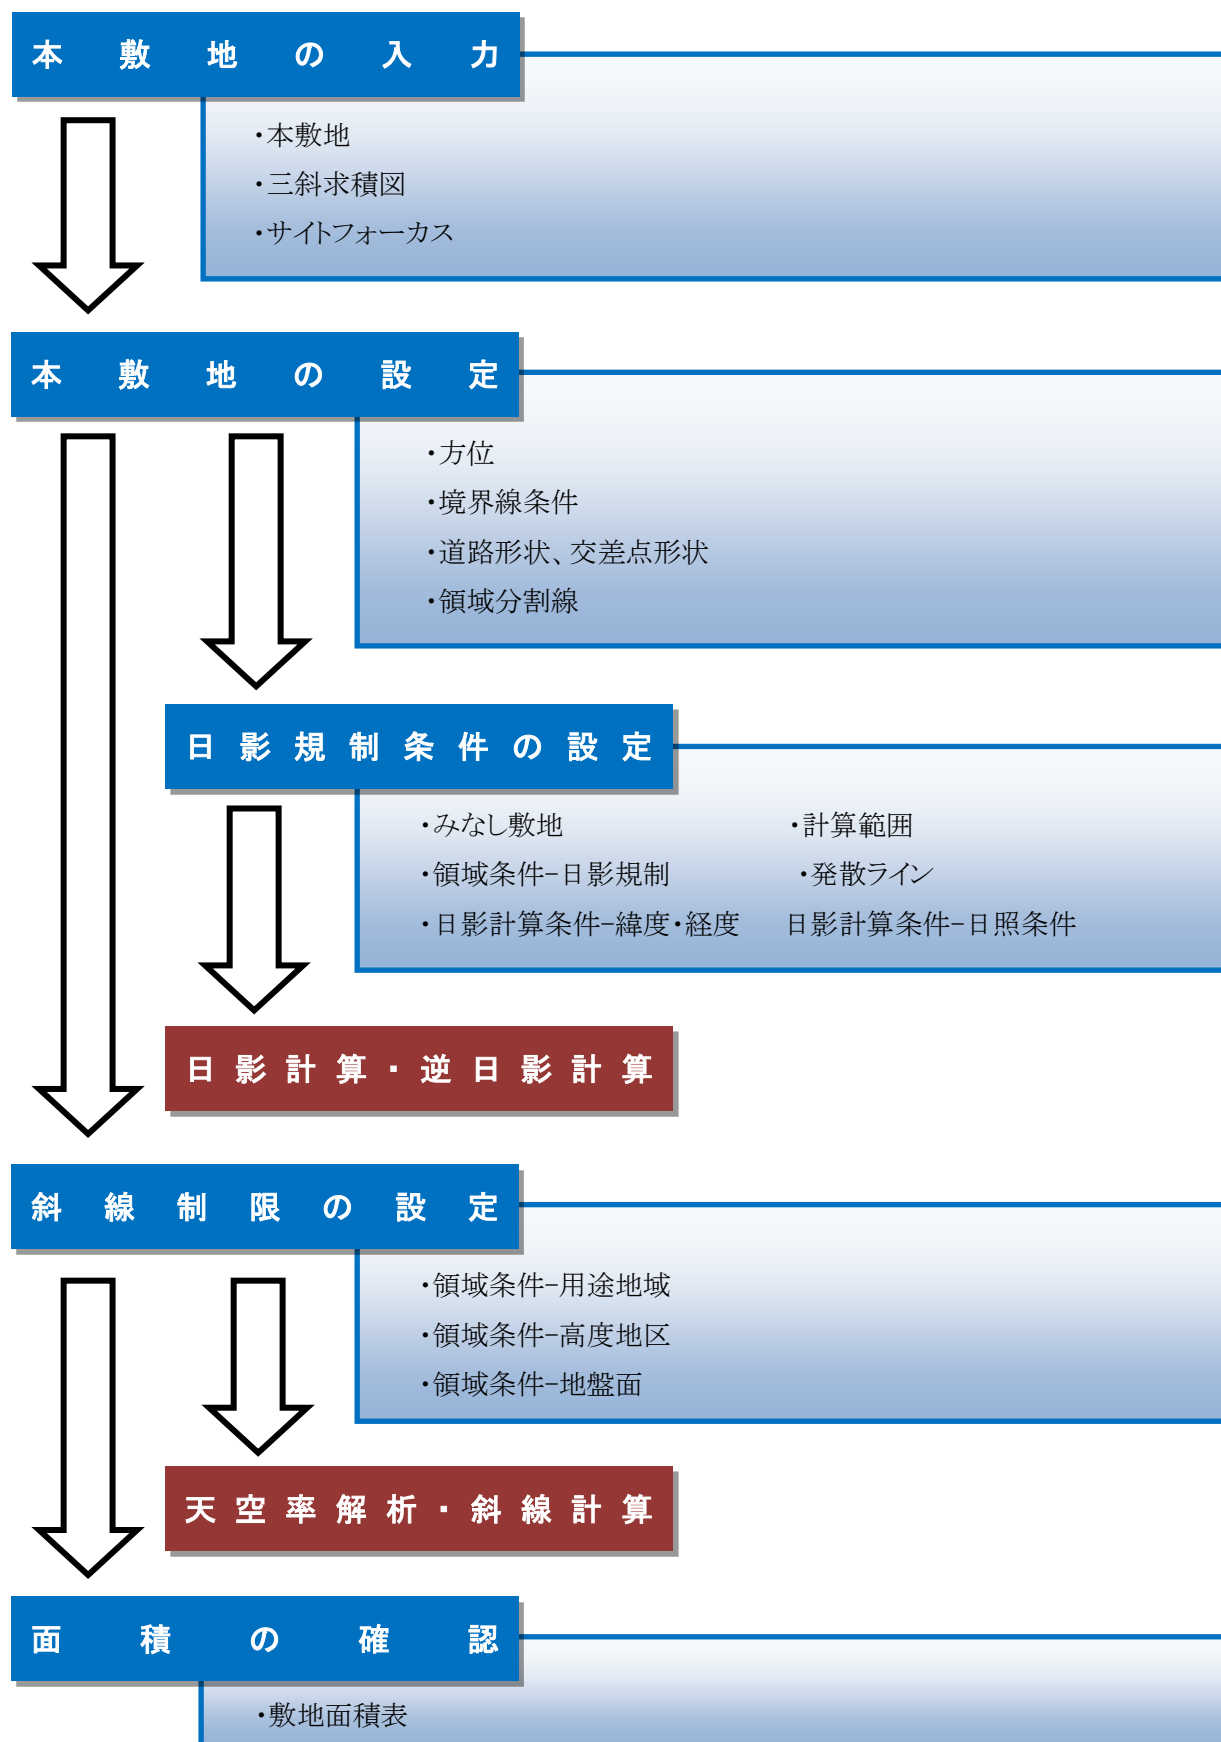 本敷地の入力
・本敷地
・三斜求積図
・サイトフォーカス
本敷地の設定
・方位
・境界線条件
・道路形状、交差点形状
・領域分割線
日影規制条件の設定
・みなし敷地　・計算範囲
・領域条件−日影規制　・発散ライン
・日影計算条件−緯度・経度　日影計算条件−日照条件
日影計算・逆日影計算
斜線制限の設定
・領域条件−用途地域
・領域条件−高度地区
・領域条件−地盤面
天空率解析・斜線計算
面積の確認
・敷地面積表